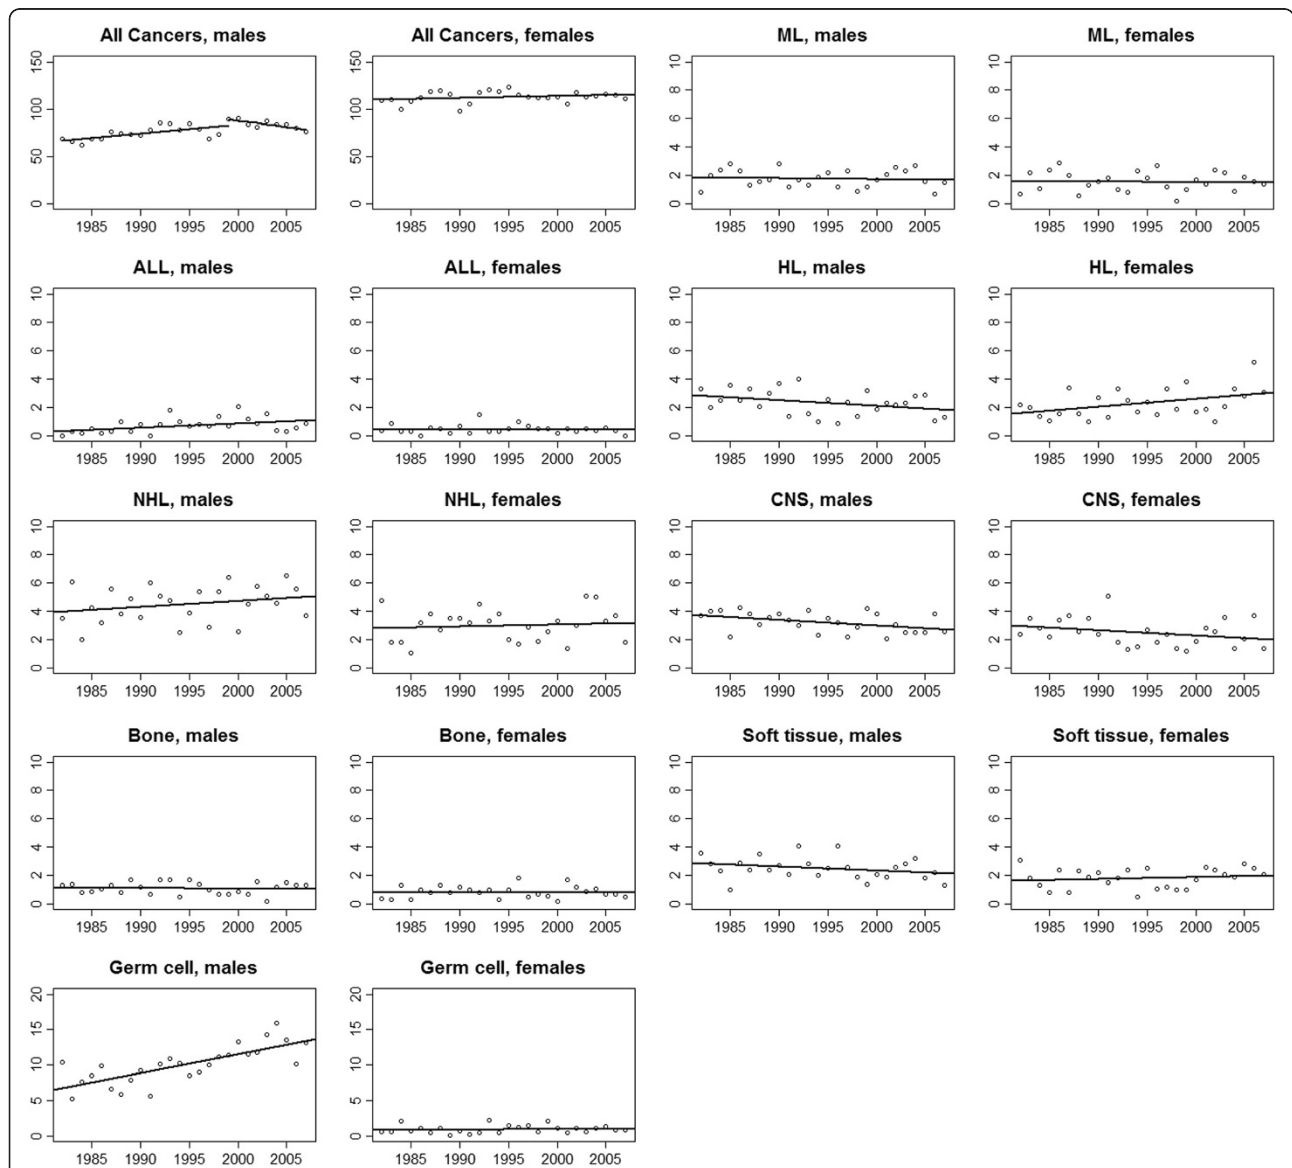 All Cancers, males
All Cancers, females
ML, males
ML, females
0 50 100 150
0 50 100 150
0 2 4 6 8 10
0 2 4 6 8 10
1985 1990 1995 2000 2005
1985 1990 1995 2000 2005
1985 1990 1995 2000 2005
1985 1990 1995 2000 2005
ALL, males
ALL, females
HL, males
HL, females
0 2 4 6 8 10
0 2 4 6 8 10
0 2 4 6 8 10
0 2 4 6 8 10
1985 1990 1995 2000 2005
1985 1990 1995 2000 2005
1985 1990 1995 2000 2005
1985 1990 1995 2000 2005
NHL, males
NHL, females
CNS, males
CNS, females
0 2 4 6 8 10
0 2 4 6 8 10
0 2 4 6 8 10
0 2 4 6 8 10
1985 1990 1995 2000 2005
1985 1990 1995 2000 2005
1985 1990 1995 2000 2005
1985 1990 1995 2000 2005
Bone, males
Bone, females
Soft tissue, males
Soft tissue, females
0 2 4 6 8 10
0 2 4 6 8 10
0 2 4 6 8 10
0 2 4 6 8 10
1985 1990 1995 2000 2005
1985 1990 1995 2000 2005
1985 1990 1995 2000 2005
1985 1990 1995 2000 2005
Germ cell, males
Germ cell, females
0 5 10 15 20
0 5 10 15 20
1985 1990 1995 2000 2005
1985 1990 1995 2000 2005